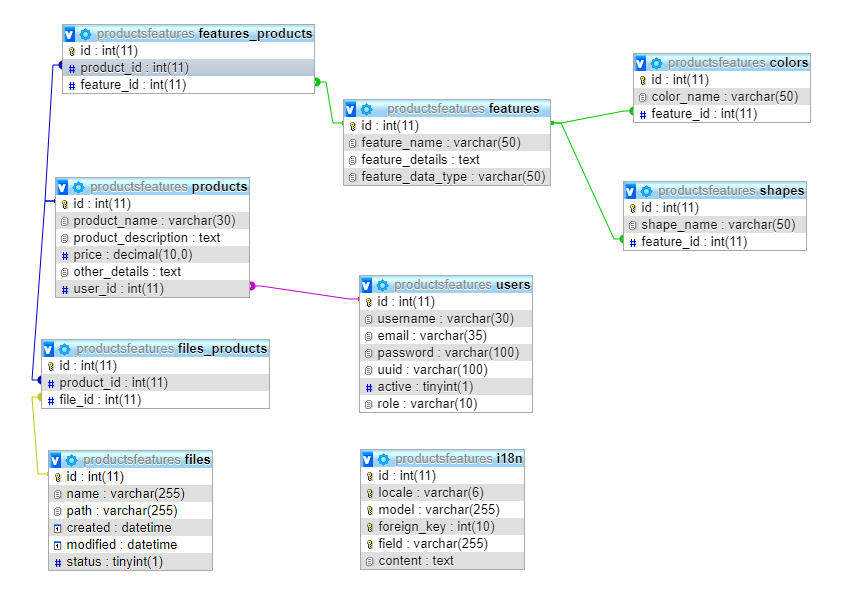 productsfeatures features_products
id : int(11)
product_id : int(11)
feature_id : int(11)
productsfeatures features
id : int(11)
feature_name : varchar(50)
feature_details : text
feature_data_type : varchar(50)
productsfeatures colors
id : int(11)
color_name : varchar(50)
feature_id : int(11)
productsfeatures products
id : int(11)
product_name : varchar(30)
product_description : text
price : decimal(10,0)
other_details : text
user_id : int(11)
productsfeatures shapes
id : int(11)
shape_name : varchar(50)
feature_id : int(11)
productsfeatures users
id : int(11)
username : varchar(30)
email : varchar(35)
password : varchar(100)
uuid : varchar(100)
active : tinyint(1)
role : varchar(10)
productsfeatures files_products
id : int(11)
product_id : int(11)
file_id : int(11)
productsfeatures files
id : int(11)
name : varchar(255)
path : varchar(255)
created : datetime
modified : datetime
status : tinyint(1)
productsfeatures i18n
id : int(11)
locale : varchar(6)
model : varchar(255)
foreign_key : int(10)
field : varchar(255)
content : text